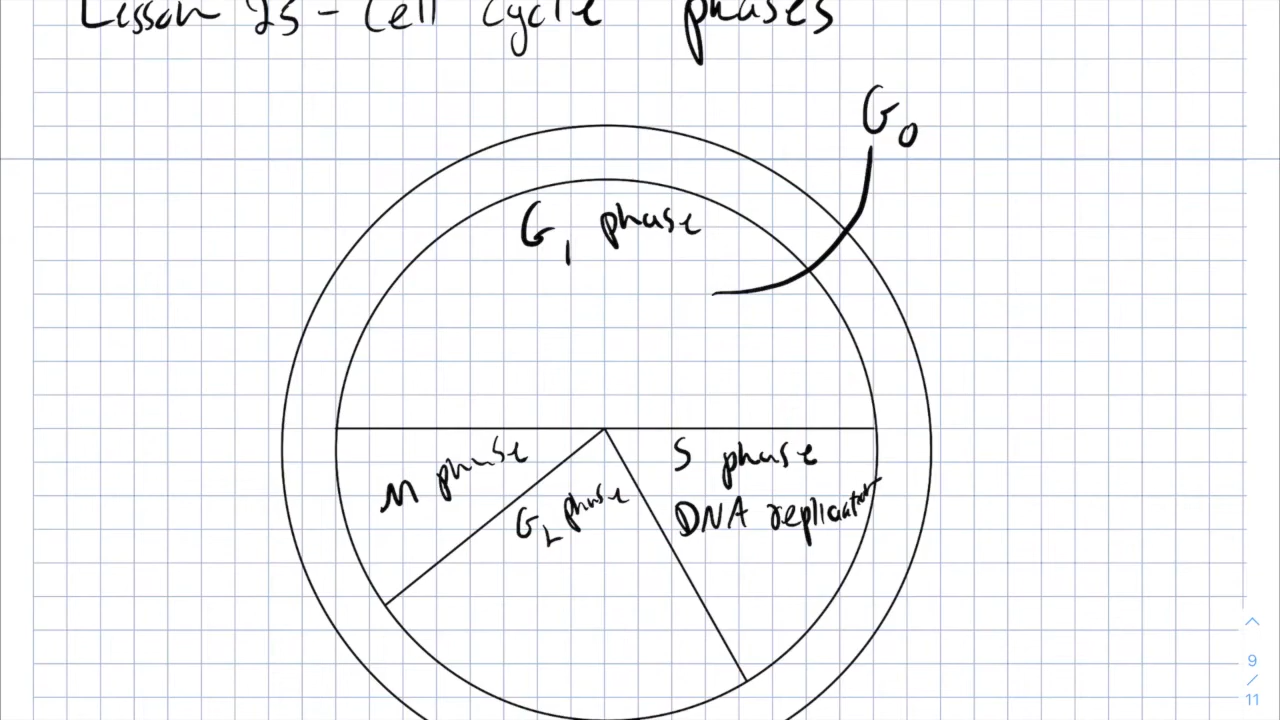 Lesson 25 - Cell cycle phases
G₀
G₁ phase
M phase
S phase
G₂ phase
DNA replication
9
/
11